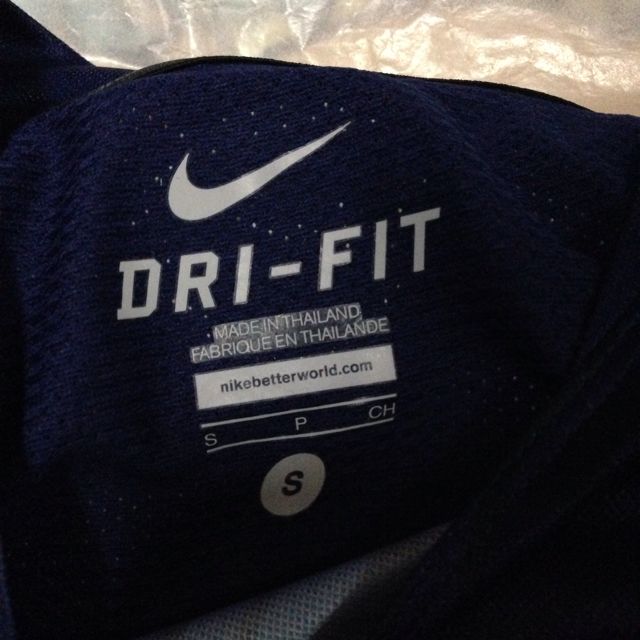 DRI-FIT
MADE IN THAILAND
FABRIQUE EN THAILANDE
nikebetterworld.com
S P CH
S